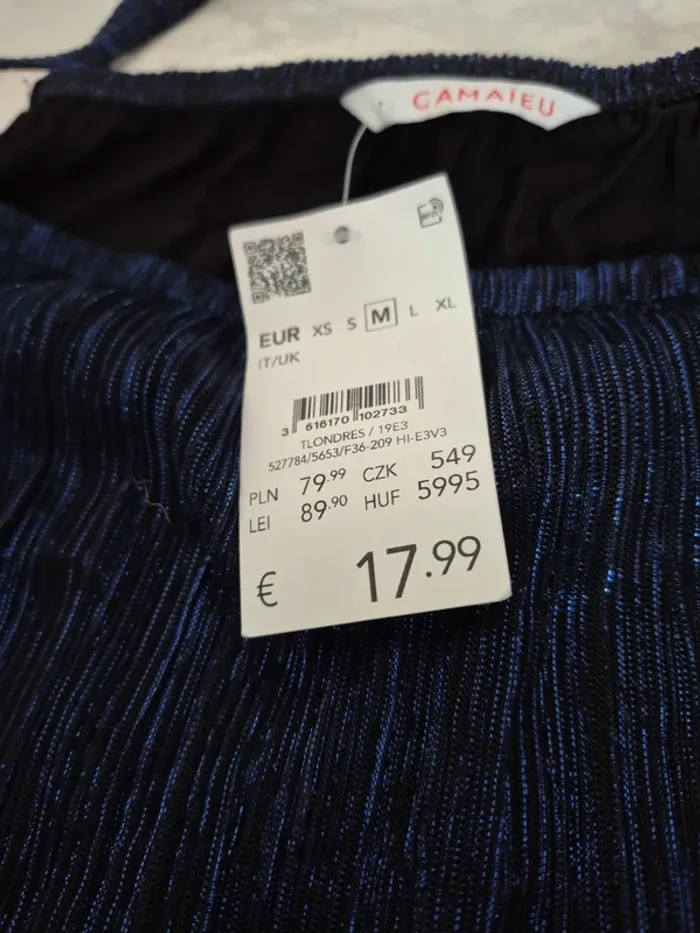 CAMAÏEU
EUR XS S M L XL
IT/UK
3 616170 102733
TLONDRES / 19E3
527784/5653/F36-209 HI-E3V3
PLN 79.99 CZK 549
LEI 89.90 HUF 5995
€ 17.99